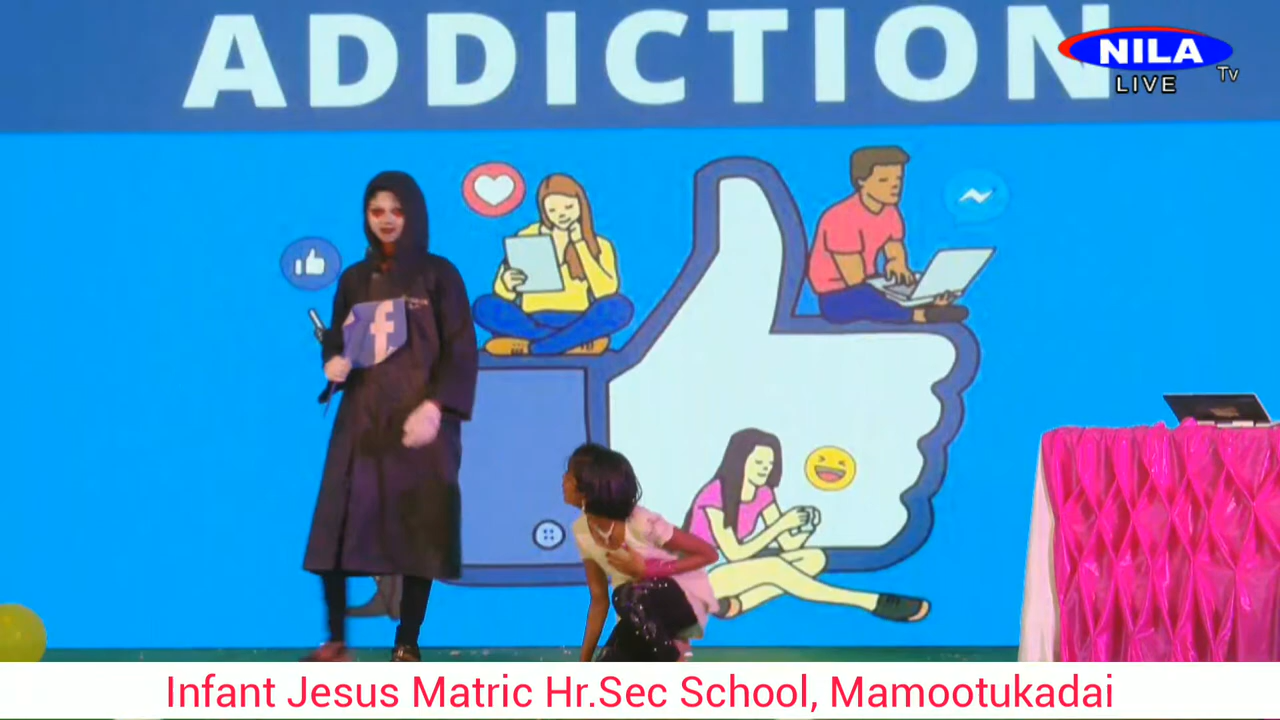 ADDICTION
NILA
LIVE Tv
f
Infant Jesus Matric Hr.Sec School, Mamootukadai